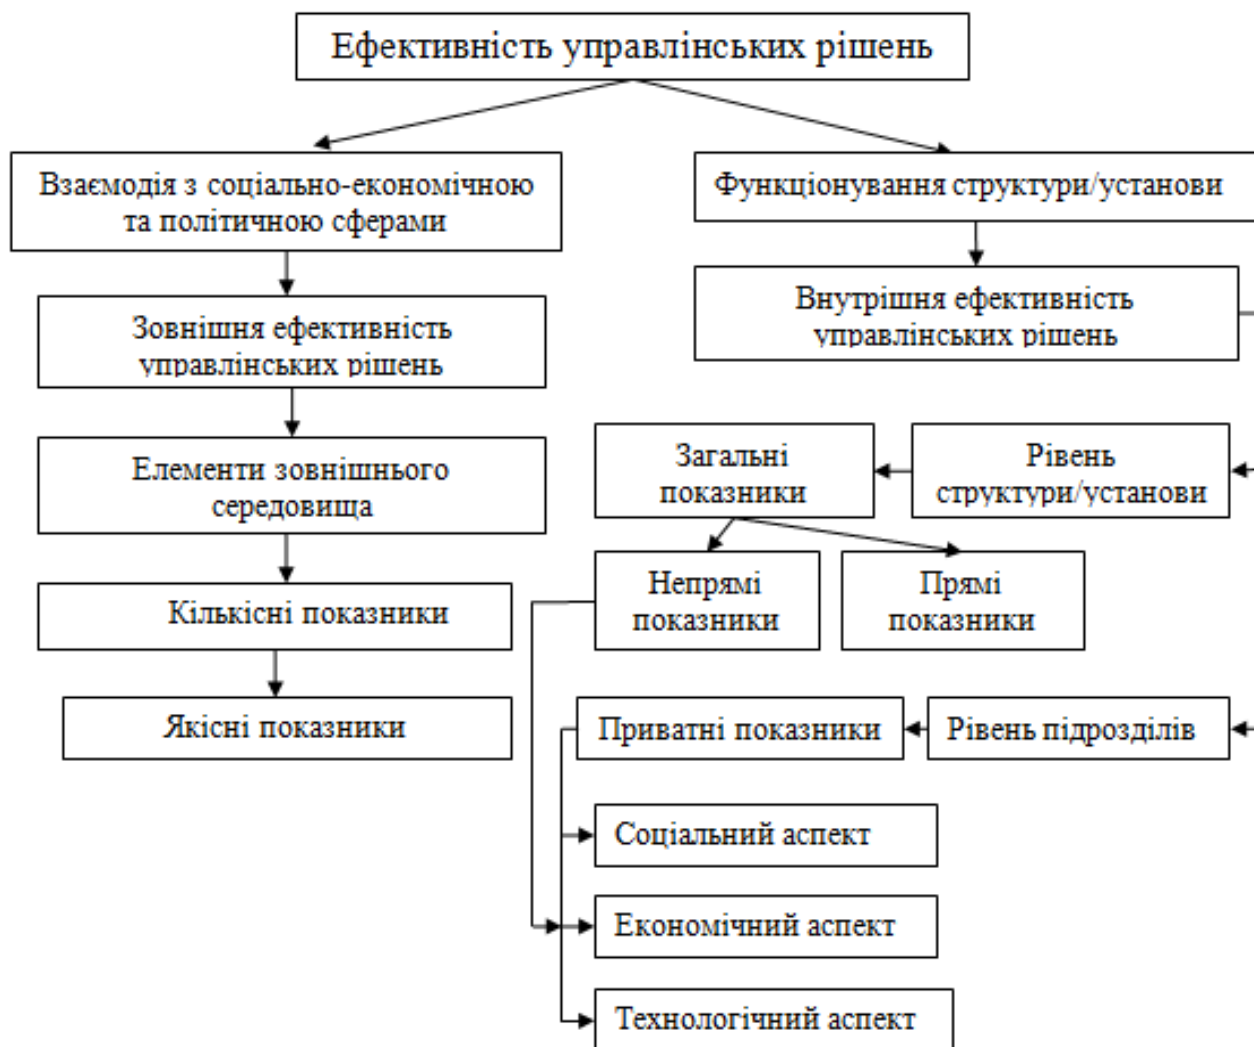 Ефективність управлінських рішень
Взаємодія з соціально-економічною
та політичною сферами
Функціонування структури/установи
Зовнішня ефективність
управлінських рішень
Внутрішня ефективність
управлінських рішень
Елементи зовнішнього
середовища
Загальні
показники
Рівень
структури/установи
Кількісні показники
Непрямі
показники
Прямі
показники
Якісні показники
Приватні показники
Рівень підрозділів
Соціальний аспект
Економічний аспект
Технологічний аспект